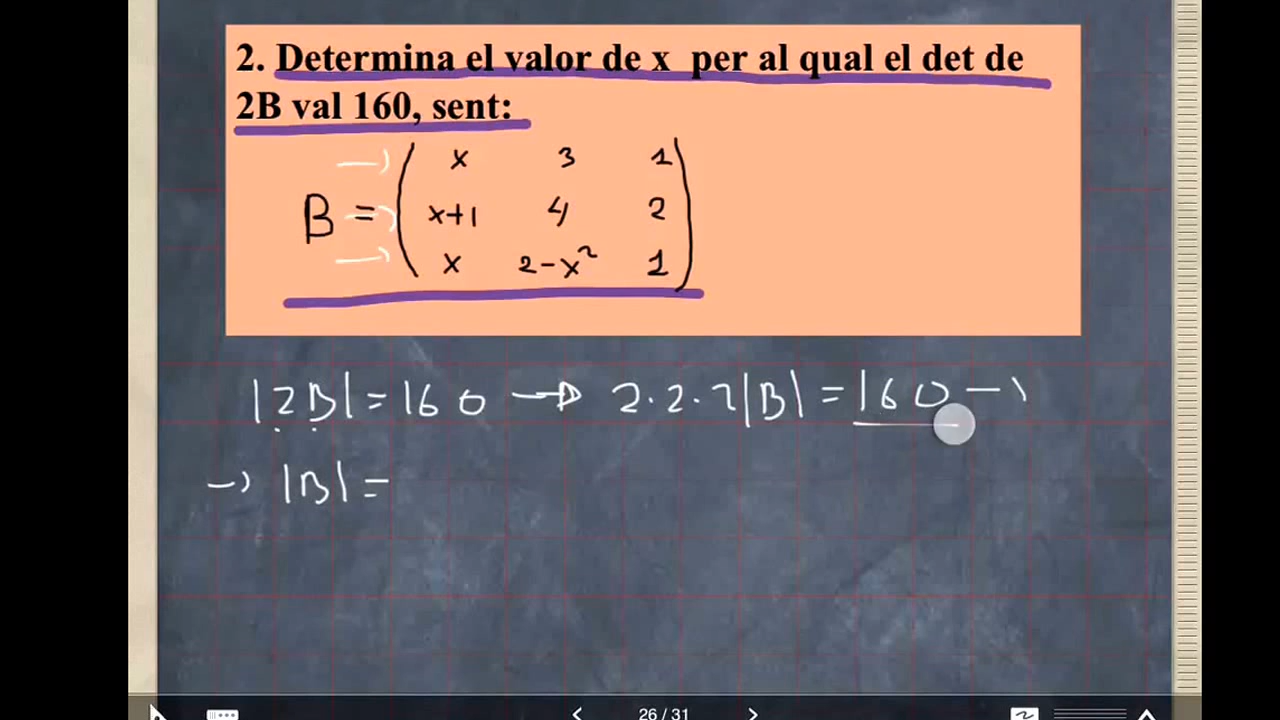 2. Determina el valor de x per al qual el det de
2B val 160, sent:
B = ( x 3 1
x+1 4 2
x 2-x² 1 )
|2B| = 160 → 2·2·2|B| = 160 →
→ |B| =
26 / 31